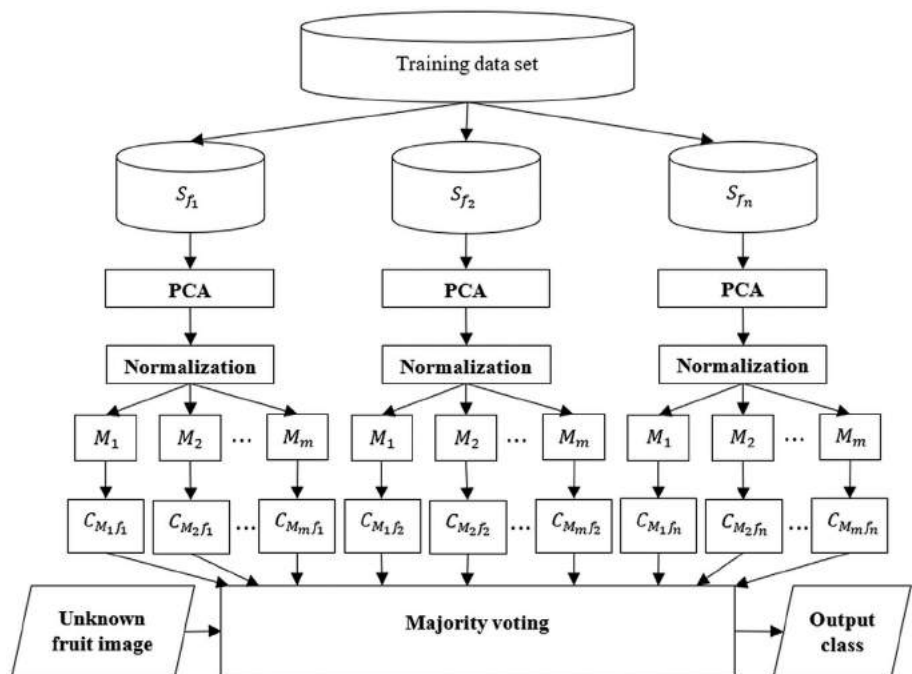 Training data set
S_{f_1} S_{f_2} S_{f_n}
PCA PCA PCA
Normalization Normalization Normalization
M_1 M_2 ... M_m M_1 M_2 ... M_m M_1 M_2 ... M_m
C_{M_1f_1} C_{M_2f_1} ... C_{M_mf_1} C_{M_1f_2} C_{M_2f_2} ... C_{M_mf_2} C_{M_1f_n} C_{M_2f_n} ... C_{M_mf_n}
Unknown
fruit image
Majority voting
Output
class